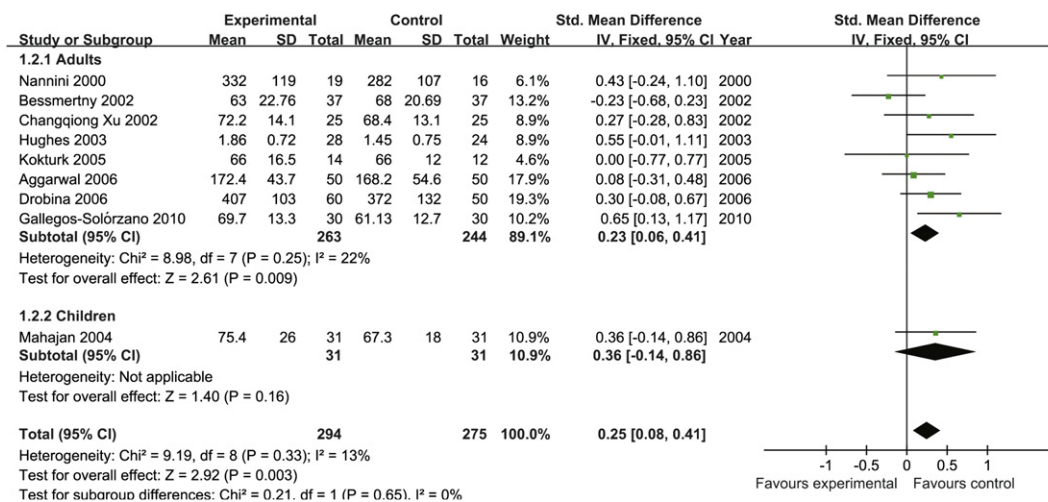 Experimental Control Std. Mean Difference Std. Mean Difference
Study or Subgroup Mean SD Total Mean SD Total Weight IV, Fixed, 95% CI Year IV, Fixed, 95% CI
1.2.1 Adults
Nannini 2000 332 119 19 282 107 16 6.1% 0.43 [-0.24, 1.10] 2000
Bessmertny 2002 63 22.76 37 68 20.69 37 13.2% -0.23 [-0.68, 0.23] 2002
Changqiong Xu 2002 72.2 14.1 25 68.4 13.1 25 8.9% 0.27 [-0.28, 0.83] 2002
Hughes 2003 1.86 0.72 28 1.45 0.75 24 8.9% 0.55 [-0.01, 1.11] 2003
Kokturk 2005 66 16.5 14 66 12 12 4.6% 0.00 [-0.77, 0.77] 2005
Aggarwal 2006 172.4 43.7 50 168.2 54.6 50 17.9% 0.08 [-0.31, 0.48] 2006
Drobina 2006 407 103 60 372 132 50 19.3% 0.30 [-0.08, 0.67] 2006
Gallegos-Solórzano 2010 69.7 13.3 30 61.13 12.7 30 10.2% 0.65 [0.13, 1.17] 2010
Subtotal (95% CI) 263 244 89.1% 0.23 [0.06, 0.41]
Heterogeneity: Chi² = 8.98, df = 7 (P = 0.25); I² = 22%
Test for overall effect: Z = 2.61 (P = 0.009)
1.2.2 Children
Mahajan 2004 75.4 26 31 67.3 18 31 10.9% 0.36 [-0.14, 0.86] 2004
Subtotal (95% CI) 31 31 10.9% 0.36 [-0.14, 0.86]
Heterogeneity: Not applicable
Test for overall effect: Z = 1.40 (P = 0.16)
Total (95% CI) 294 275 100.0% 0.25 [0.08, 0.41]
Heterogeneity: Chi² = 9.19, df = 8 (P = 0.33); I² = 13%
Test for overall effect: Z = 2.92 (P = 0.003)
Test for subgroup differences: Chi² = 0.21, df = 1 (P = 0.65), I² = 0%
-1 -0.5 0 0.5 1
Favours experimental Favours control